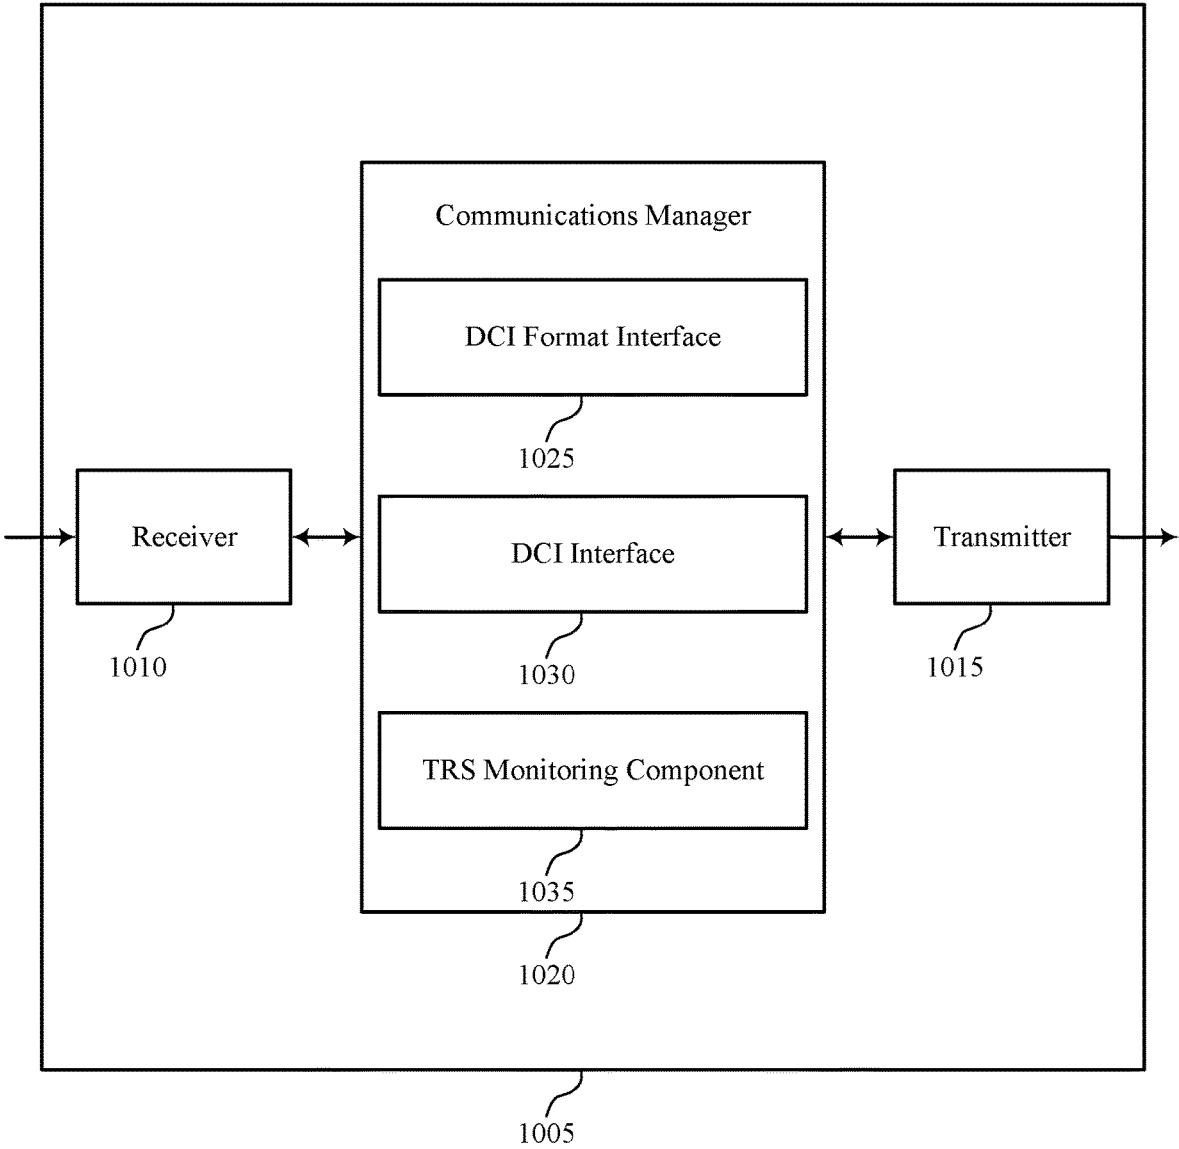 Communications Manager
DCI Format Interface
1025
Receiver
1010
DCI Interface
1030
Transmitter
1015
TRS Monitoring Component
1035
1020
1005